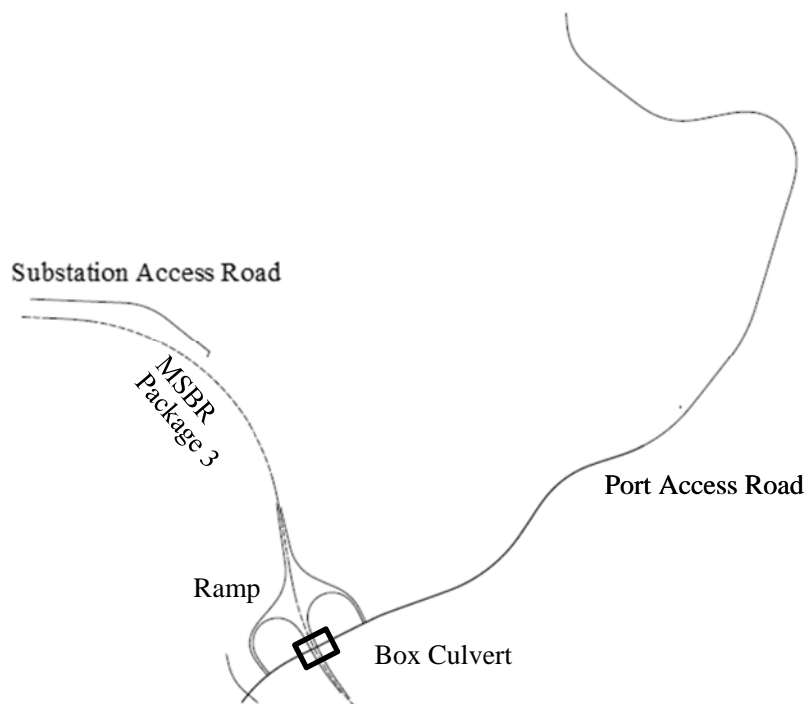 Substation Access Road
MSBR
Package 3
Port Access Road
Ramp
Box Culvert